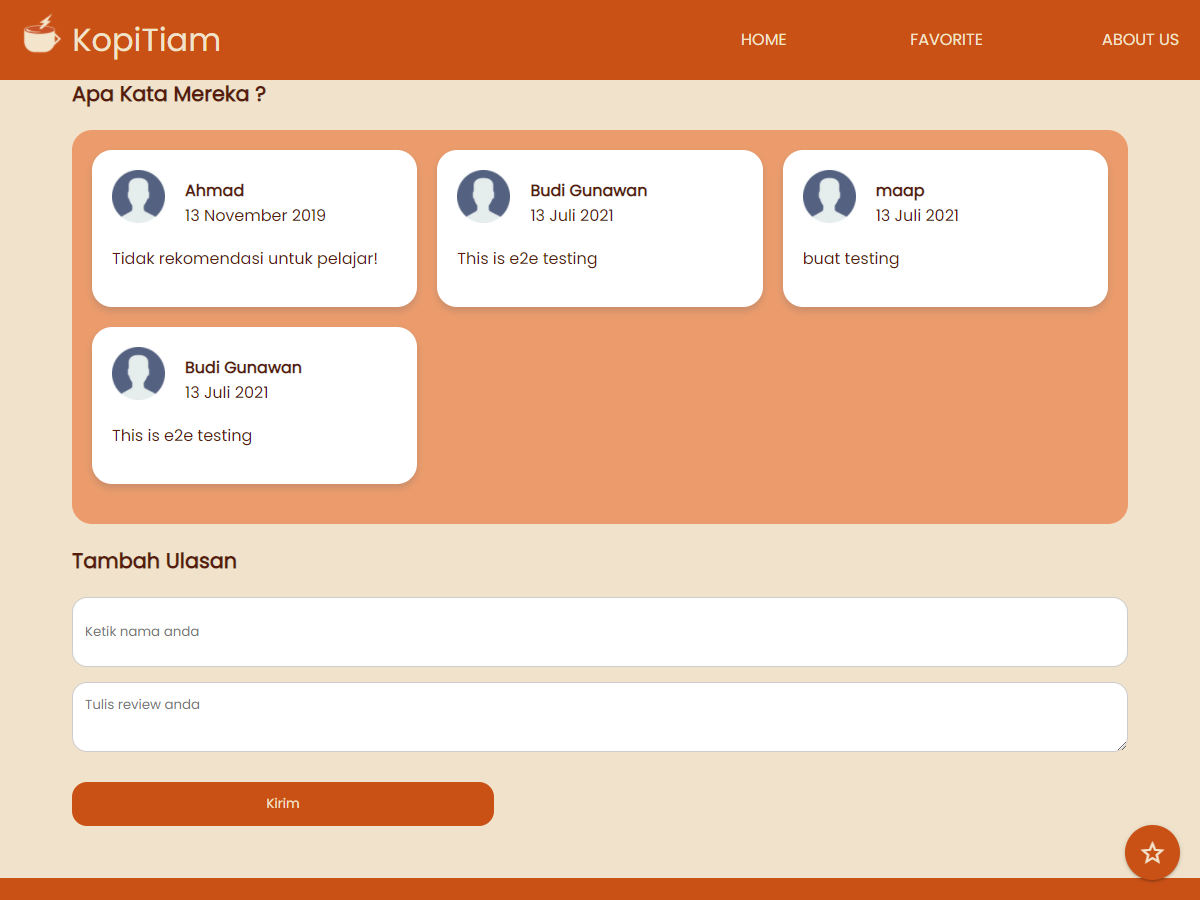 KopiTiam
HOME
FAVORITE
ABOUT US
Apa Kata Mereka ?
Ahmad
13 November 2019
Tidak rekomendasi untuk pelajar!
Budi Gunawan
13 Juli 2021
This is e2e testing
maap
13 Juli 2021
buat testing
Budi Gunawan
13 Juli 2021
This is e2e testing
Tambah Ulasan
Ketik nama anda
Tulis review anda
Kirim